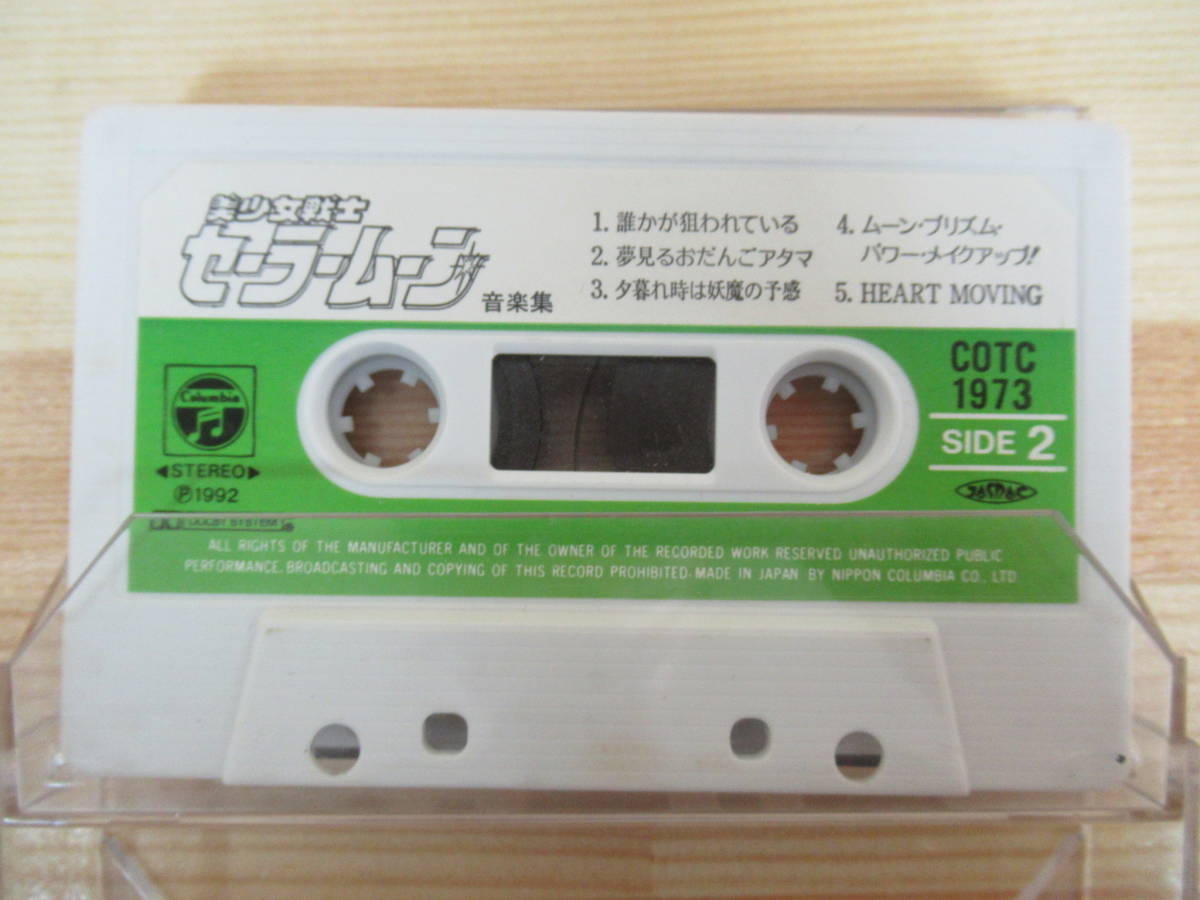 美少女戦士
セーラームーン
音楽集
1. 誰かが狙われている
2. 夢見るおだんごアタマ
3. 夕暮れ時は妖魔の予感
4. ムーン・プリズム・
パワー・メイクアップ!
5. HEART MOVING
Columbia
◀STEREO▶
Ⓟ1992
COTC
1973
SIDE 2
JASRAC
DOLBY SYSTEM
ALL RIGHTS OF THE MANUFACTURER AND OF THE OWNER OF THE RECORDED WORK RESERVED UNAUTHORIZED PUBLIC
PERFORMANCE. BROADCASTING AND COPYING OF THIS RECORD PROHIBITED. MADE IN JAPAN BY NIPPON COLUMBIA CO., LTD